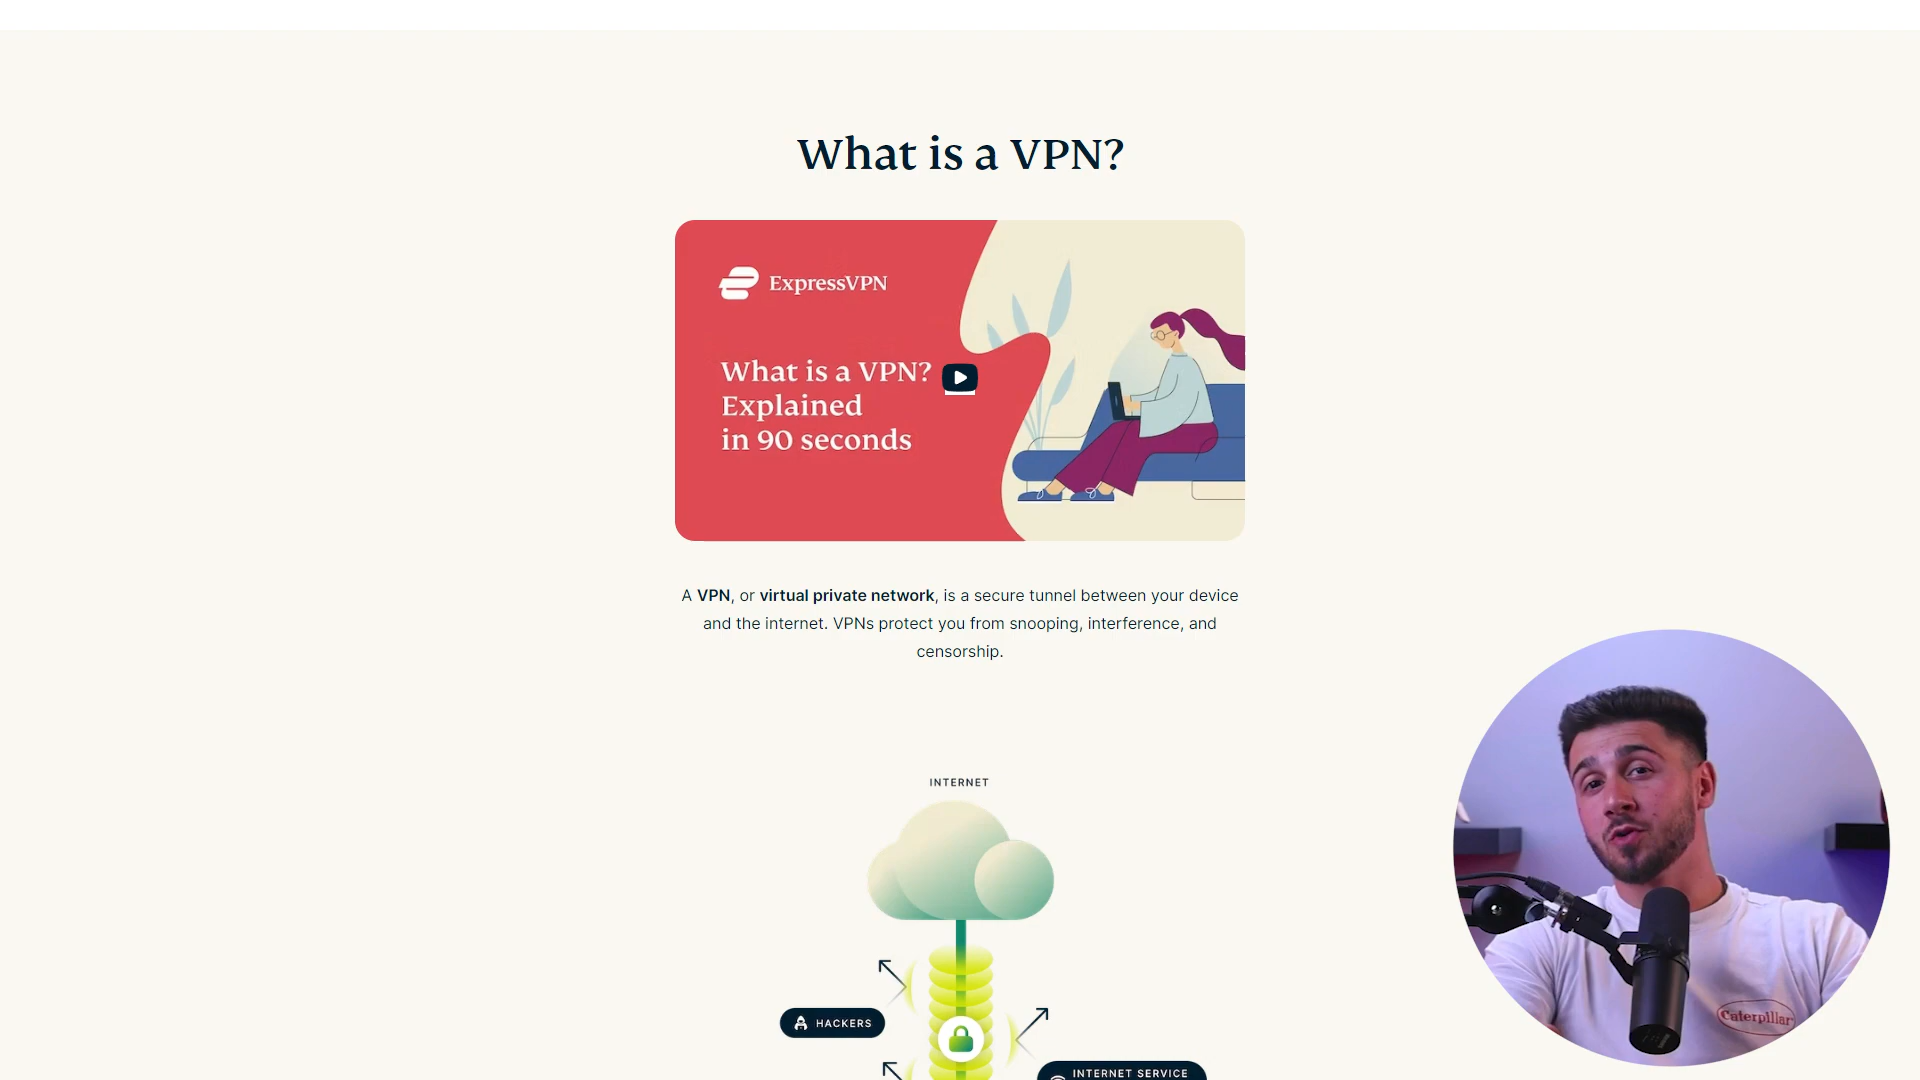 What is a VPN?
ExpressVPN
What is a VPN?
Explained
in 90 seconds
A VPN, or virtual private network, is a secure tunnel between your device
and the internet. VPNs protect you from snooping, interference, and
censorship.
INTERNET
HACKERS
INTERNET SERVICE
Caterpillar